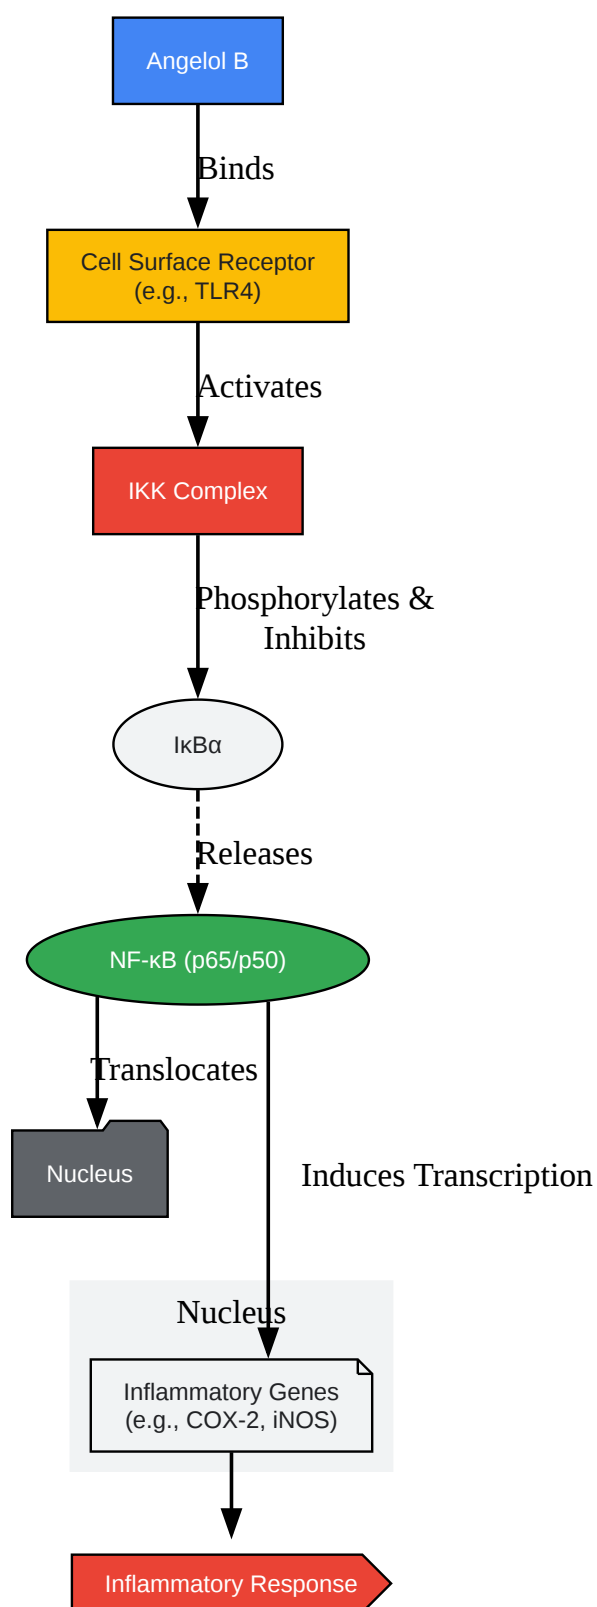 Angelol B
Binds
Cell Surface Receptor
(e.g., TLR4)
Activates
IKK Complex
Phosphorylates &
Inhibits
IκBα
Releases
NF-κB (p65/p50)
Translocates
Nucleus
Induces Transcription
Nucleus
Inflammatory Genes
(e.g., COX-2, iNOS)
Inflammatory Response